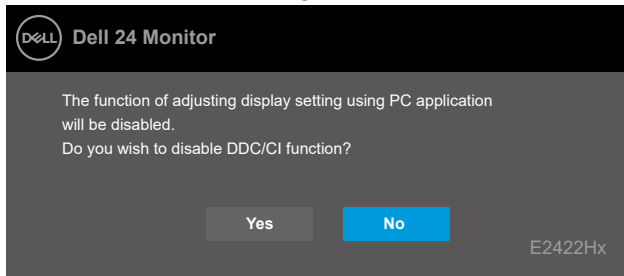 DELL Dell 24 Monitor
The function of adjusting display setting using PC application
will be disabled.
Do you wish to disable DDC/CI function?
Yes No
E2422Hx